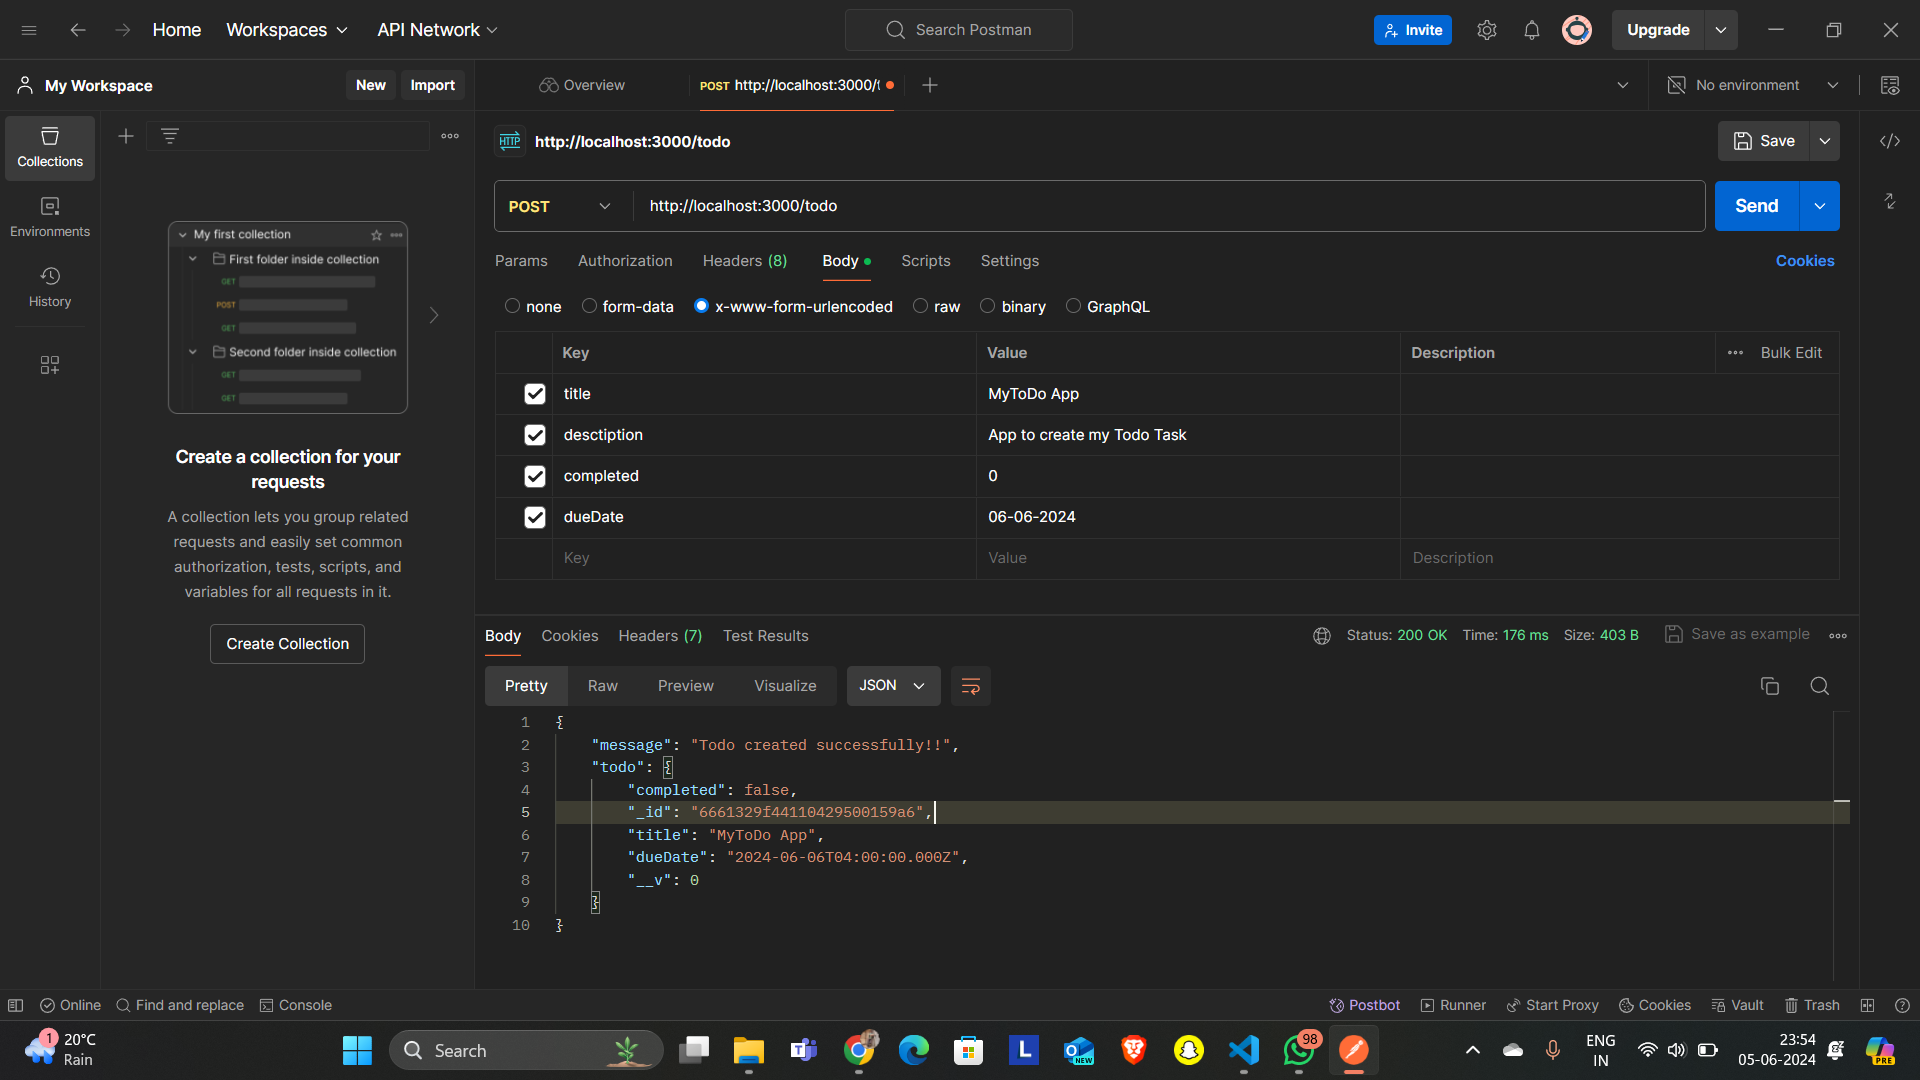 Home Workspaces API Network Search Postman Invite Upgrade
My Workspace New Import Overview POST http://localhost:3000/t No environment
Collections
Environments
History
My first collection
First folder inside collection
GET
POST
GET
Second folder inside collection
GET
GET
Create a collection for your
requests
A collection lets you group related
requests and easily set common
authorization, tests, scripts, and
variables for all requests in it.
Create Collection
HTTP http://localhost:3000/todo Save
POST http://localhost:3000/todo Send
Params Authorization Headers (8) Body Scripts Settings Cookies
none form-data x-www-form-urlencoded raw binary GraphQL
Key Value Description Bulk Edit
title MyToDo App
desctiption App to create my Todo Task
completed 0
dueDate 06-06-2024
Key Value Description
Body Cookies Headers (7) Test Results Status: 200 OK Time: 176 ms Size: 403 B Save as example
Pretty Raw Preview Visualize JSON
1 {
2 "message": "Todo created successfully!!",
3 "todo": {
4 "completed": false,
5 "_id": "6661329f44110429500159a6",
6 "title": "MyToDo App",
7 "dueDate": "2024-06-06T04:00:00.000Z",
8 "__v": 0
9 }
10 }
Online Find and replace Console Postbot Runner Start Proxy Cookies Vault Trash
1 20°C
Rain
Search
L
NEW
98
ENG
IN
23:54
05-06-2024
PRE